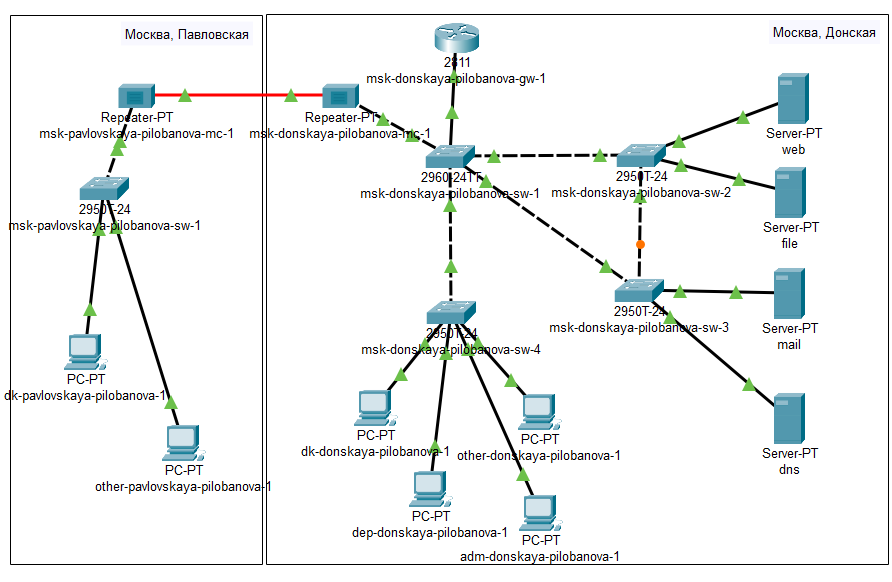 Москва, Павловская
Москва, Донская
2811
msk-donskaya-pilobanova-gw-1
Repeater-PT
msk-pavlovskaya-pilobanova-mc-1
Repeater-PT
msk-donskaya-pilobanova-mc-1
Server-PT
web
2960-24TT
msk-donskaya-pilobanova-sw-1
2950T-24
msk-donskaya-pilobanova-sw-2
2950T-24
msk-pavlovskaya-pilobanova-sw-1
Server-PT
file
2950T-24
msk-donskaya-pilobanova-sw-3
Server-PT
mail
2950T-24
msk-donskaya-pilobanova-sw-4
PC-PT
dk-pavlovskaya-pilobanova-1
PC-PT
dk-donskaya-pilobanova-1
PC-PT
other-donskaya-pilobanova-1
Server-PT
dns
PC-PT
other-pavlovskaya-pilobanova-1
PC-PT
dep-donskaya-pilobanova-1
PC-PT
adm-donskaya-pilobanova-1